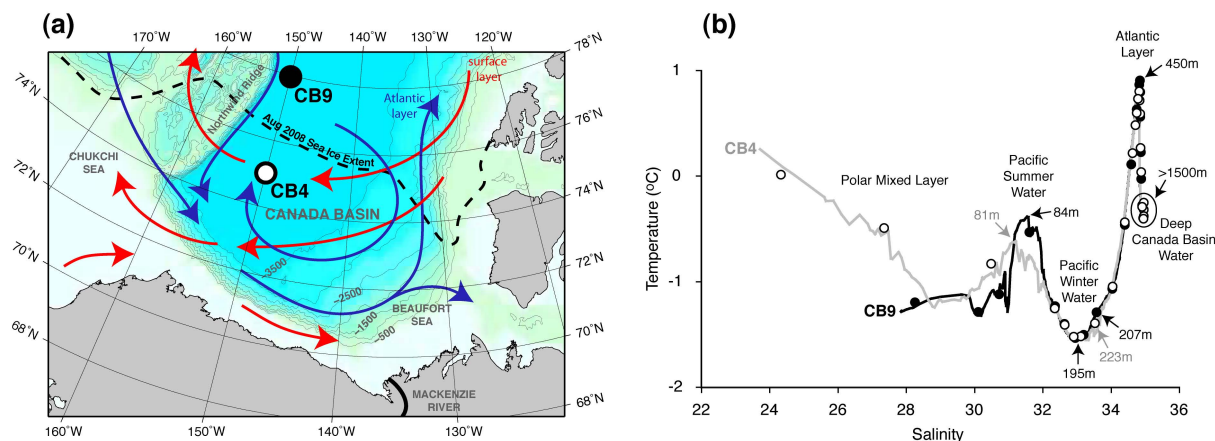 (a)
170°W
160°W
150°W
140°W
130°W
120°W
78°N
76°N
74°N
72°N
70°N
68°N
74°N
72°N
70°N
68°N
160°W
150°W
140°W
130°W
Northwind Ridge
CB9
surface
layer
Atlantic
layer
Aug 2008 Sea Ice Extent
CHUKCHI
SEA
CB4
CANADA BASIN
-3500
-2500
-1500
-500
BEAUFORT
SEA
MACKENZIE
RIVER
(b)
Temperature (oC)
1
0
-1
-2
22
24
26
28
30
32
34
36
Salinity
CB4
Polar Mixed Layer
CB9
Pacific
Summer
Water
81m
84m
Pacific
Winter
Water
195m
207m
223m
Atlantic
Layer
450m
>1500m
Deep
Canada Basin
Water